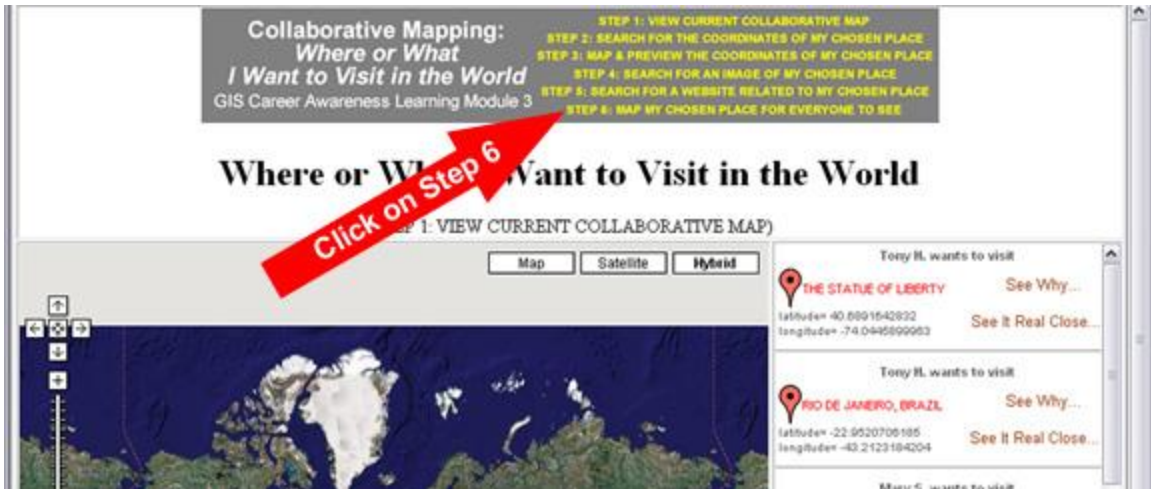 Collaborative Mapping:
Where or What
I Want to Visit in the World
GIS Career Awareness Learning Module 3
STEP 1: VIEW CURRENT COLLABORATIVE MAP
STEP 2: SEARCH FOR THE COORDINATES OF MY CHOSEN PLACE
STEP 3: MAP & PREVIEW THE COORDINATES OF MY CHOSEN PLACE
STEP 4: SEARCH FOR AN IMAGE OF MY CHOSEN PLACE
STEP 5: SEARCH FOR A WEBSITE RELATED TO MY CHOSEN PLACE
STEP 6: MAP MY CHOSEN PLACE FOR EVERYONE TO SEE
Click on Step 6
Where or Want to Visit in the World
1: VIEW CURRENT COLLABORATIVE MAP)
Map Satellite Hybrid
Tony H. wants to visit
THE STATUE OF LIBERTY See Why...
latitude= 40.6891642832
longitude= -74.0445899963
See It Real Close...
Tony H. wants to visit
RIO DE JANEIRO, BRAZIL See Why...
latitude= -22.9520706185
longitude= -43.2123184204
See It Real Close...
Mary S. wants to visit